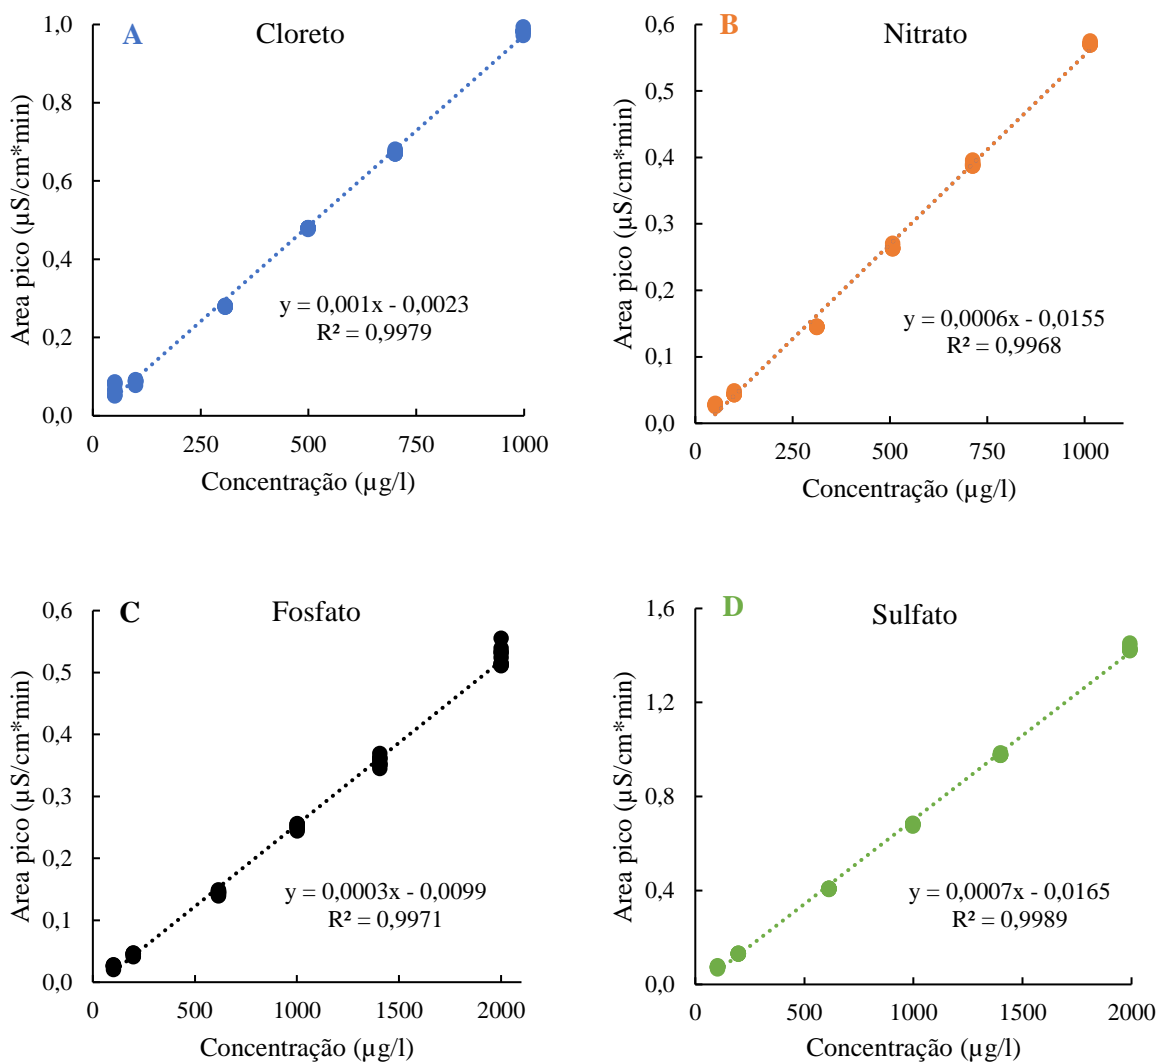 A
Cloreto
Area pico (µS/cm*min)
1,0
0,8
0,6
0,4
0,2
0,0
y = 0,001x - 0,0023
R² = 0,9979
0 250 500 750 1000
Concentração (µg/l)
B
Nitrato
Area pico (µS/cm*min)
0,6
0,5
0,4
0,3
0,2
0,1
0,0
y = 0,0006x - 0,0155
R² = 0,9968
0 250 500 750 1000
Concentração (µg/l)
C
Fosfato
Area pico (µS/cm*min)
0,6
0,5
0,4
0,3
0,2
0,1
0,0
y = 0,0003x - 0,0099
R² = 0,9971
0 500 1000 1500 2000
Concentração (µg/l)
D
Sulfato
Area pico (µS/cm*min)
1,6
1,2
0,8
0,4
0,0
y = 0,0007x - 0,0165
R² = 0,9989
0 500 1000 1500 2000
Concentração (µg/l)